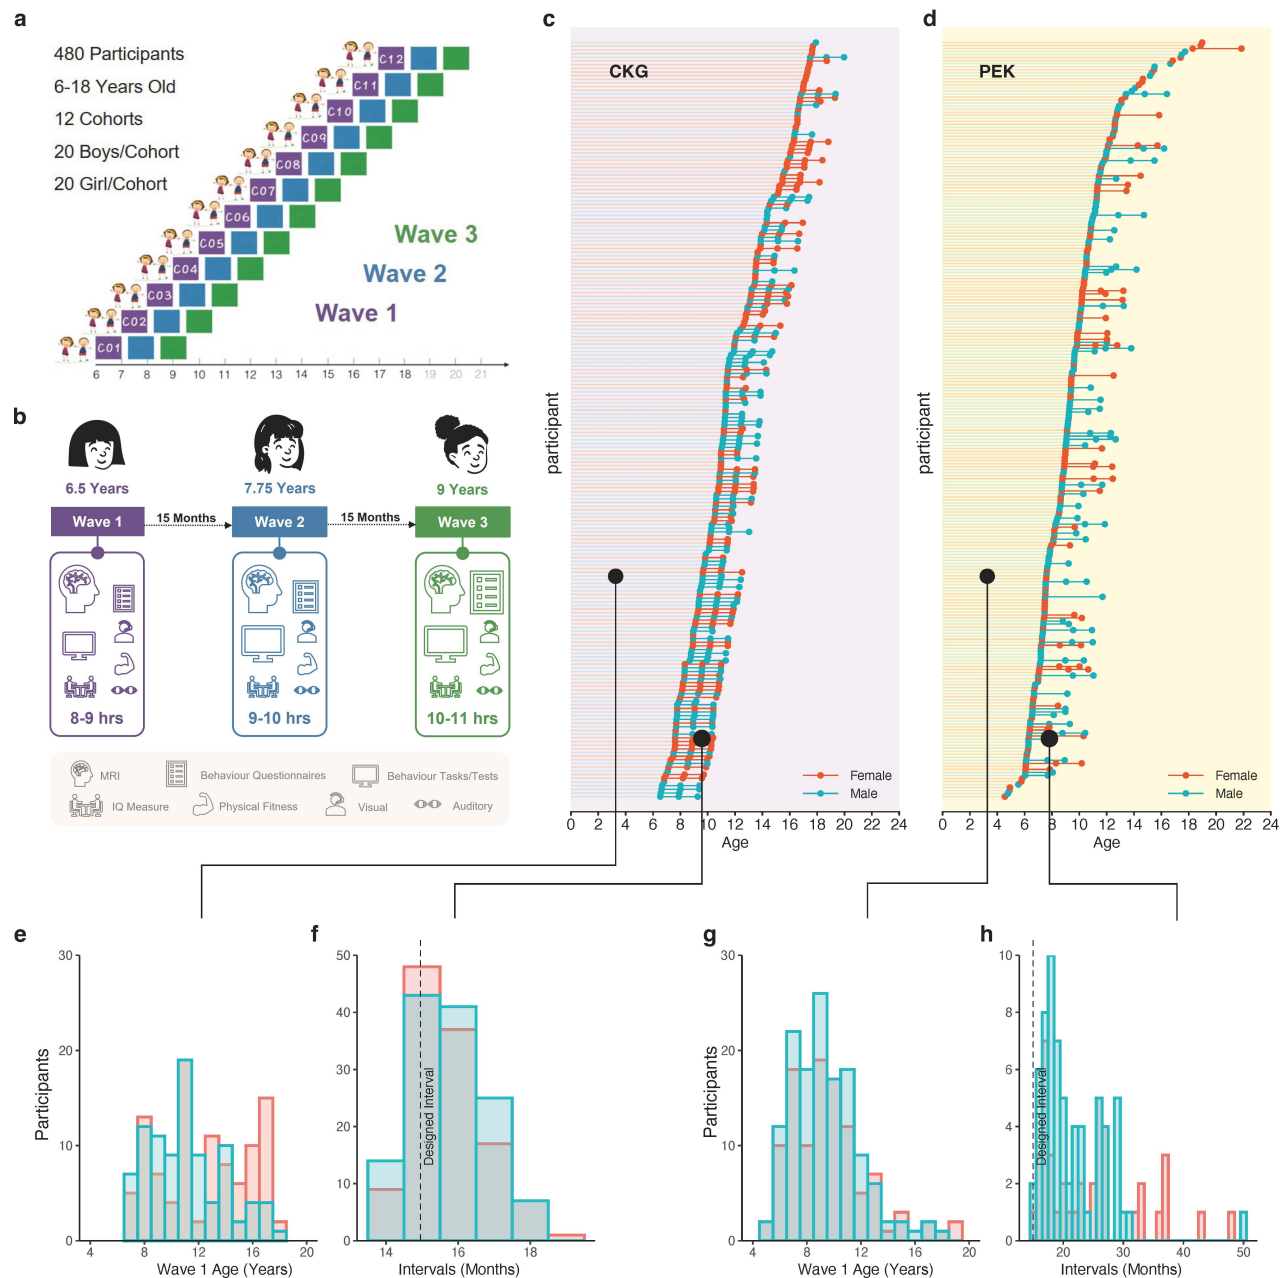 a
480 Participants
6-18 Years Old
12 Cohorts
20 Boys/Cohort
20 Girl/Cohort
C12
C11
C10
C09
C08
C07
C06
C05
C04
C03
C02
C01
Wave 3
Wave 2
Wave 1
6 7 8 9 10 11 12 13 14 15 16 17 18 19 20 21
b
6.5 Years 7.75 Years 9 Years
Wave 1 15 Months Wave 2 15 Months Wave 3
8-9 hrs 9-10 hrs 10-11 hrs
MRI Behaviour Questionnaires Behaviour Tasks/Tests
IQ Measure Physical Fitness Visual Auditory
c
CKG
participant
Female
Male
0 2 4 6 8 10 12 14 16 18 20 22 24
Age
d
PEK
participant
Female
Male
0 2 4 6 8 10 12 14 16 18 20 22 24
Age
e
Participants
30
20
10
0
4 8 12 16 20
Wave 1 Age (Years)
f
50
40
30
20
10
0
Designed Interval
14 16 18
Intervals (Months)
g
Participants
30
20
10
0
4 8 12 16 20
Wave 1 Age (Years)
h
10
8
6
4
2
0
Designed Interval
20 30 40 50
Intervals (Months)